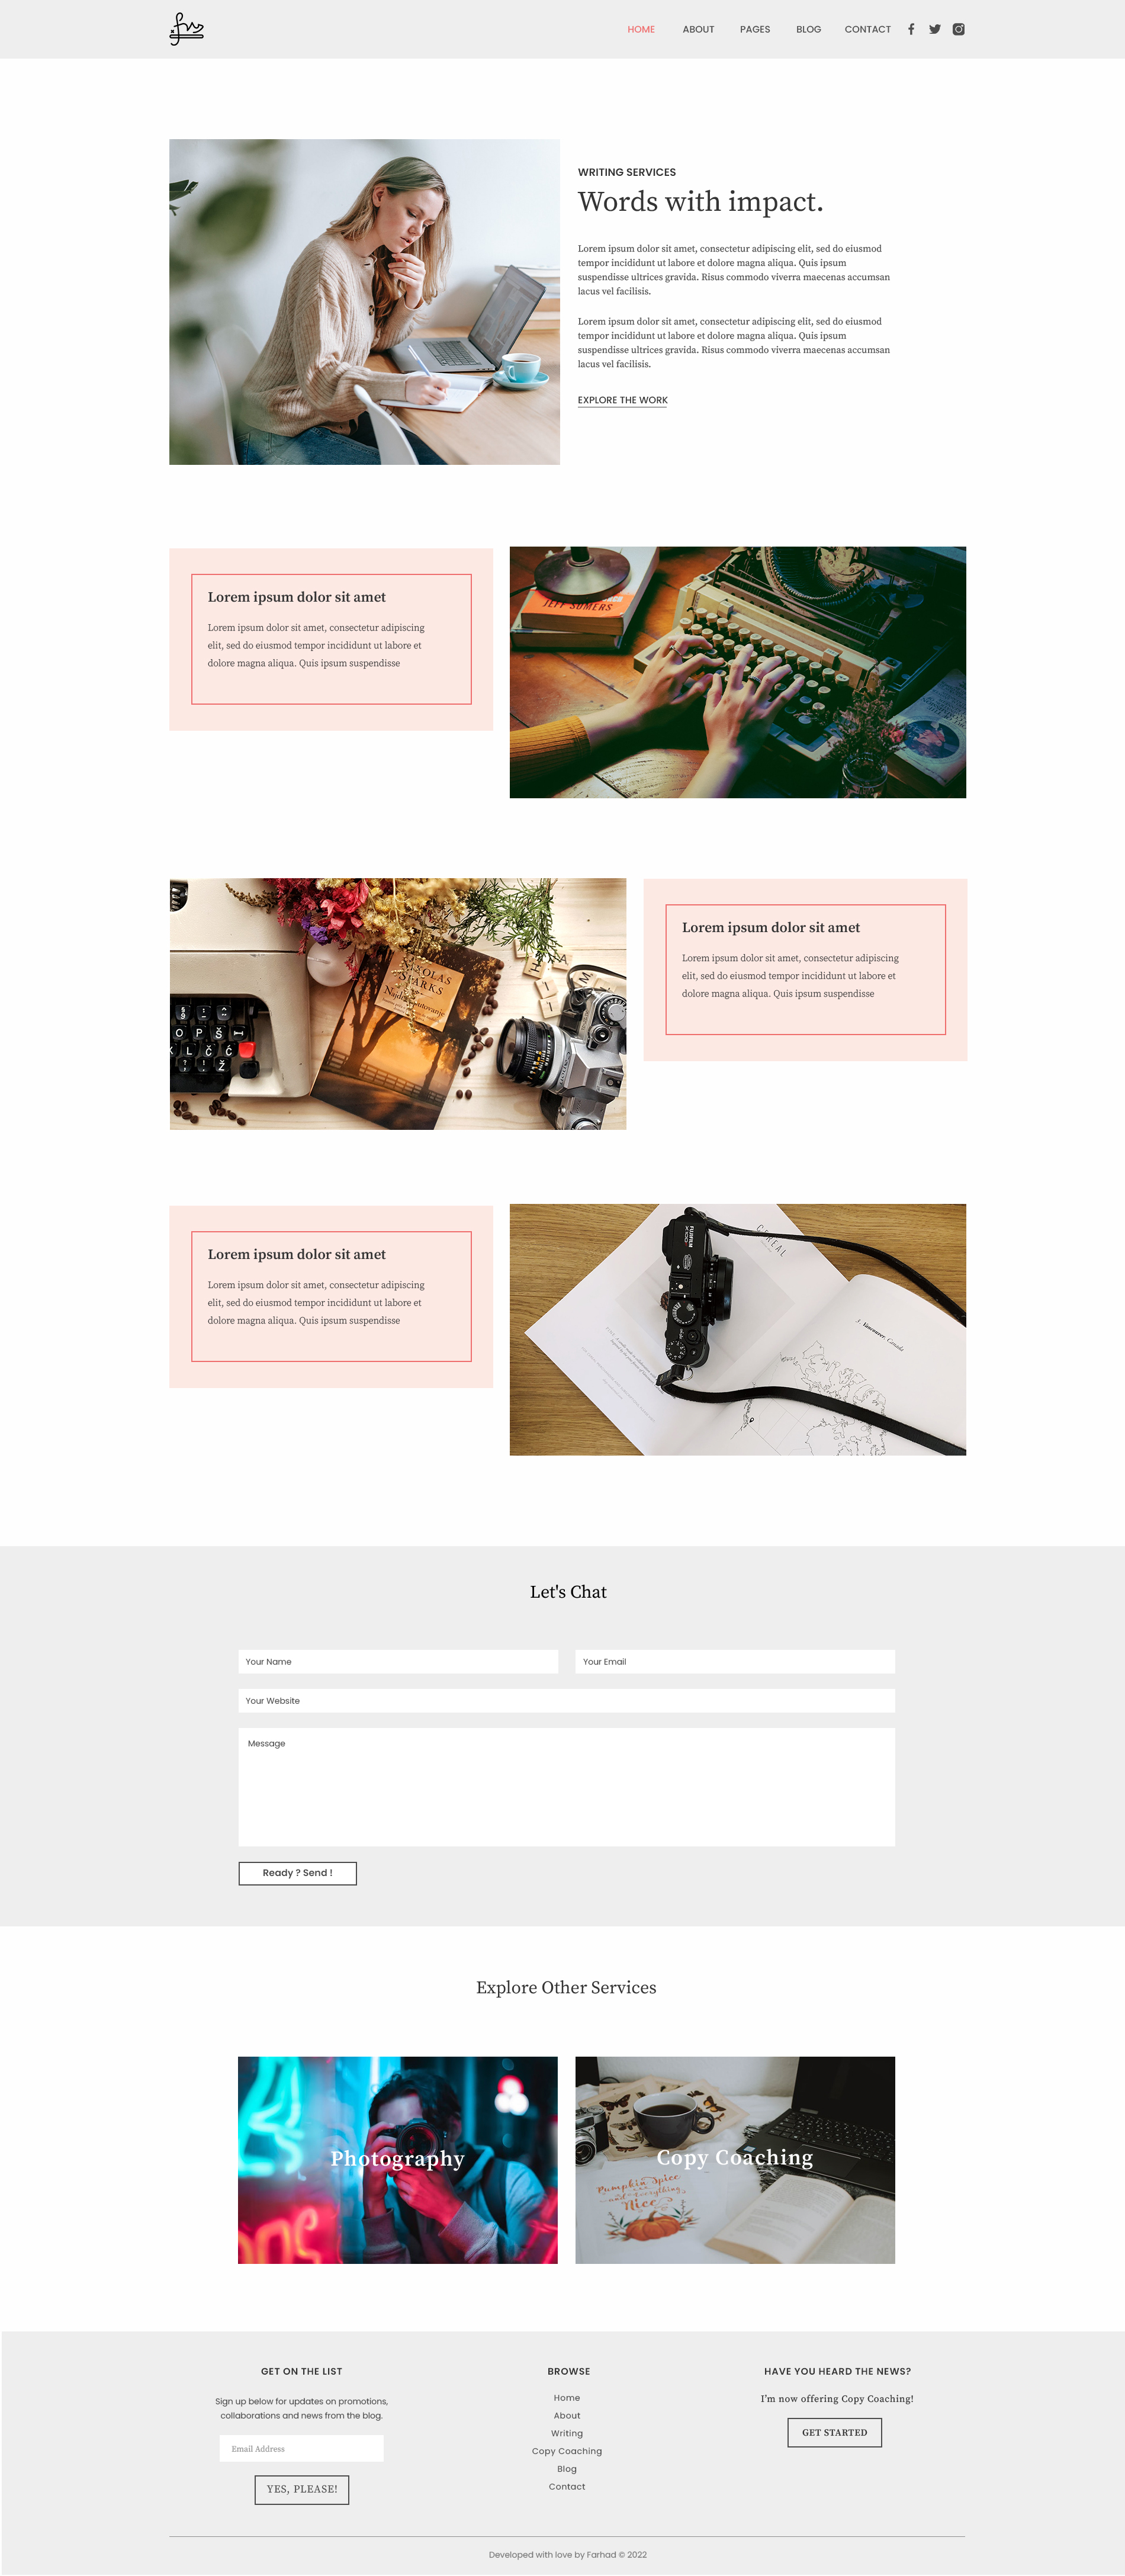 HOME ABOUT PAGES BLOG CONTACT
WRITING SERVICES
Words with impact.
Lorem ipsum dolor sit amet, consectetur adipiscing elit, sed do eiusmod
tempor incididunt ut labore et dolore magna aliqua. Quis ipsum
suspendisse ultrices gravida. Risus commodo viverra maecenas accumsan
lacus vel facilisis.
Lorem ipsum dolor sit amet, consectetur adipiscing elit, sed do eiusmod
tempor incididunt ut labore et dolore magna aliqua. Quis ipsum
suspendisse ultrices gravida. Risus commodo viverra maecenas accumsan
lacus vel facilisis.
EXPLORE THE WORK
Lorem ipsum dolor sit amet
Lorem ipsum dolor sit amet, consectetur adipiscing
elit, sed do eiusmod tempor incididunt ut labore et
dolore magna aliqua. Quis ipsum suspendisse
JEFF SOMERS
O P Š
L Č Ć
Ž
H
M
Lorem ipsum dolor sit amet
Lorem ipsum dolor sit amet, consectetur adipiscing
elit, sed do eiusmod tempor incididunt ut labore et
dolore magna aliqua. Quis ipsum suspendisse
Lorem ipsum dolor sit amet
Lorem ipsum dolor sit amet, consectetur adipiscing
elit, sed do eiusmod tempor incididunt ut labore et
dolore magna aliqua. Quis ipsum suspendisse
FUJIFILM
CEREAL
Vancouver, Canada
Let's Chat
Your Name
Your Email
Your Website
Message
Ready ? Send !
Explore Other Services
Photography
Copy Coaching
Pumpkin Spice
and everything
Nice
GET ON THE LIST
Sign up below for updates on promotions,
collaborations and news from the blog.
Email Address
YES, PLEASE!
BROWSE
Home
About
Writing
Copy Coaching
Blog
Contact
HAVE YOU HEARD THE NEWS?
I'm now offering Copy Coaching!
GET STARTED
Developed with love by Farhad © 2022